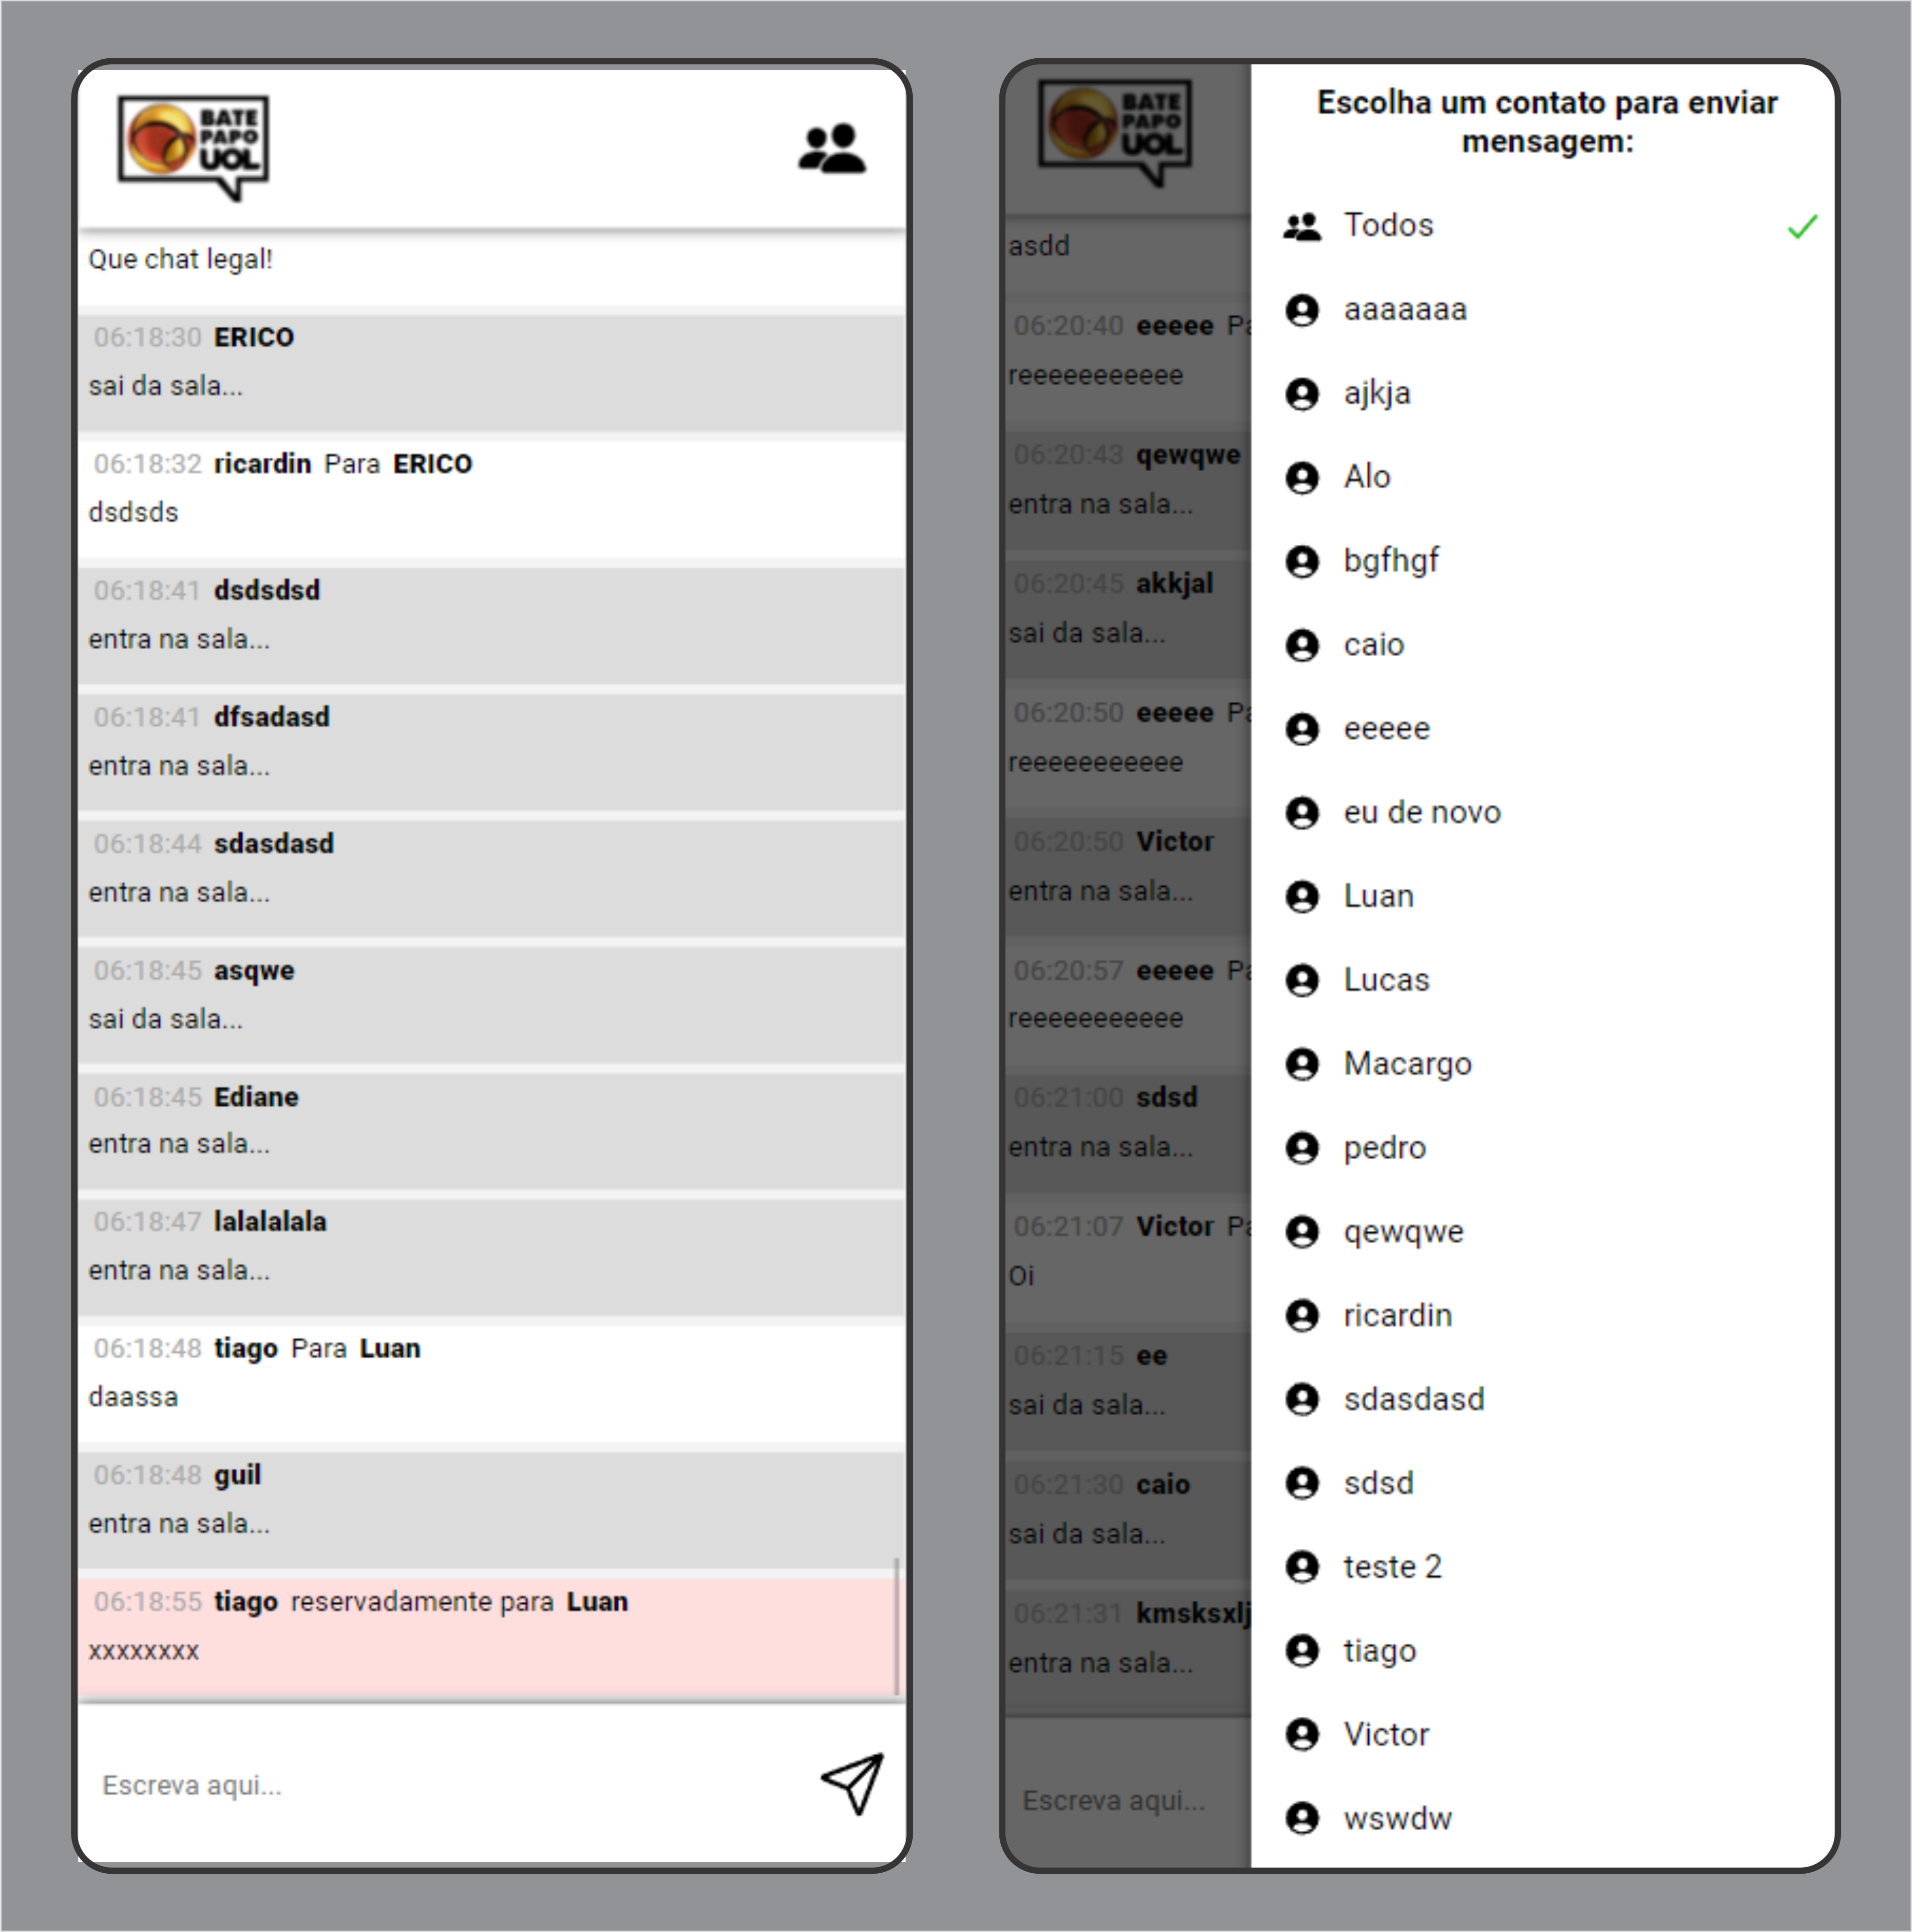 BATE
PAPO
UOL
Que chat legal!
06:18:30 ERICO
sai da sala...
06:18:32 ricardin Para ERICO
dsdsds
06:18:41 dsdsdsd
entra na sala...
06:18:41 dfsadasd
entra na sala...
06:18:44 sdasdasd
entra na sala...
06:18:45 asqwe
sai da sala...
06:18:45 Ediane
entra na sala...
06:18:47 lalalalala
entra na sala...
06:18:48 tiago Para Luan
daassa
06:18:48 guil
entra na sala...
06:18:55 tiago reservadamente para Luan
xxxxxxxx
Escreva aqui...
BATE
PAPO
UOL
asdd
06:20:40 eeeee Pa
reeeeeeeeeee
06:20:43 qewqwe
entra na sala...
06:20:45 akkjal
sai da sala...
06:20:50 eeeee Pa
reeeeeeeeeee
06:20:50 Victor
entra na sala...
06:20:57 eeeee Pa
reeeeeeeeeee
06:21:00 sdsd
entra na sala...
06:21:07 Victor Pa
Oi
06:21:15 ee
sai da sala...
06:21:30 caio
sai da sala...
06:21:31 kmsksxlj
entra na sala...
Escreva aqui...
Escolha um contato para enviar
mensagem:
Todos
aaaaaaa
ajkja
Alo
bgfhgf
caio
eeeee
eu de novo
Luan
Lucas
Macargo
pedro
qewqwe
ricardin
sdasdasd
sdsd
teste 2
tiago
Victor
wswdw